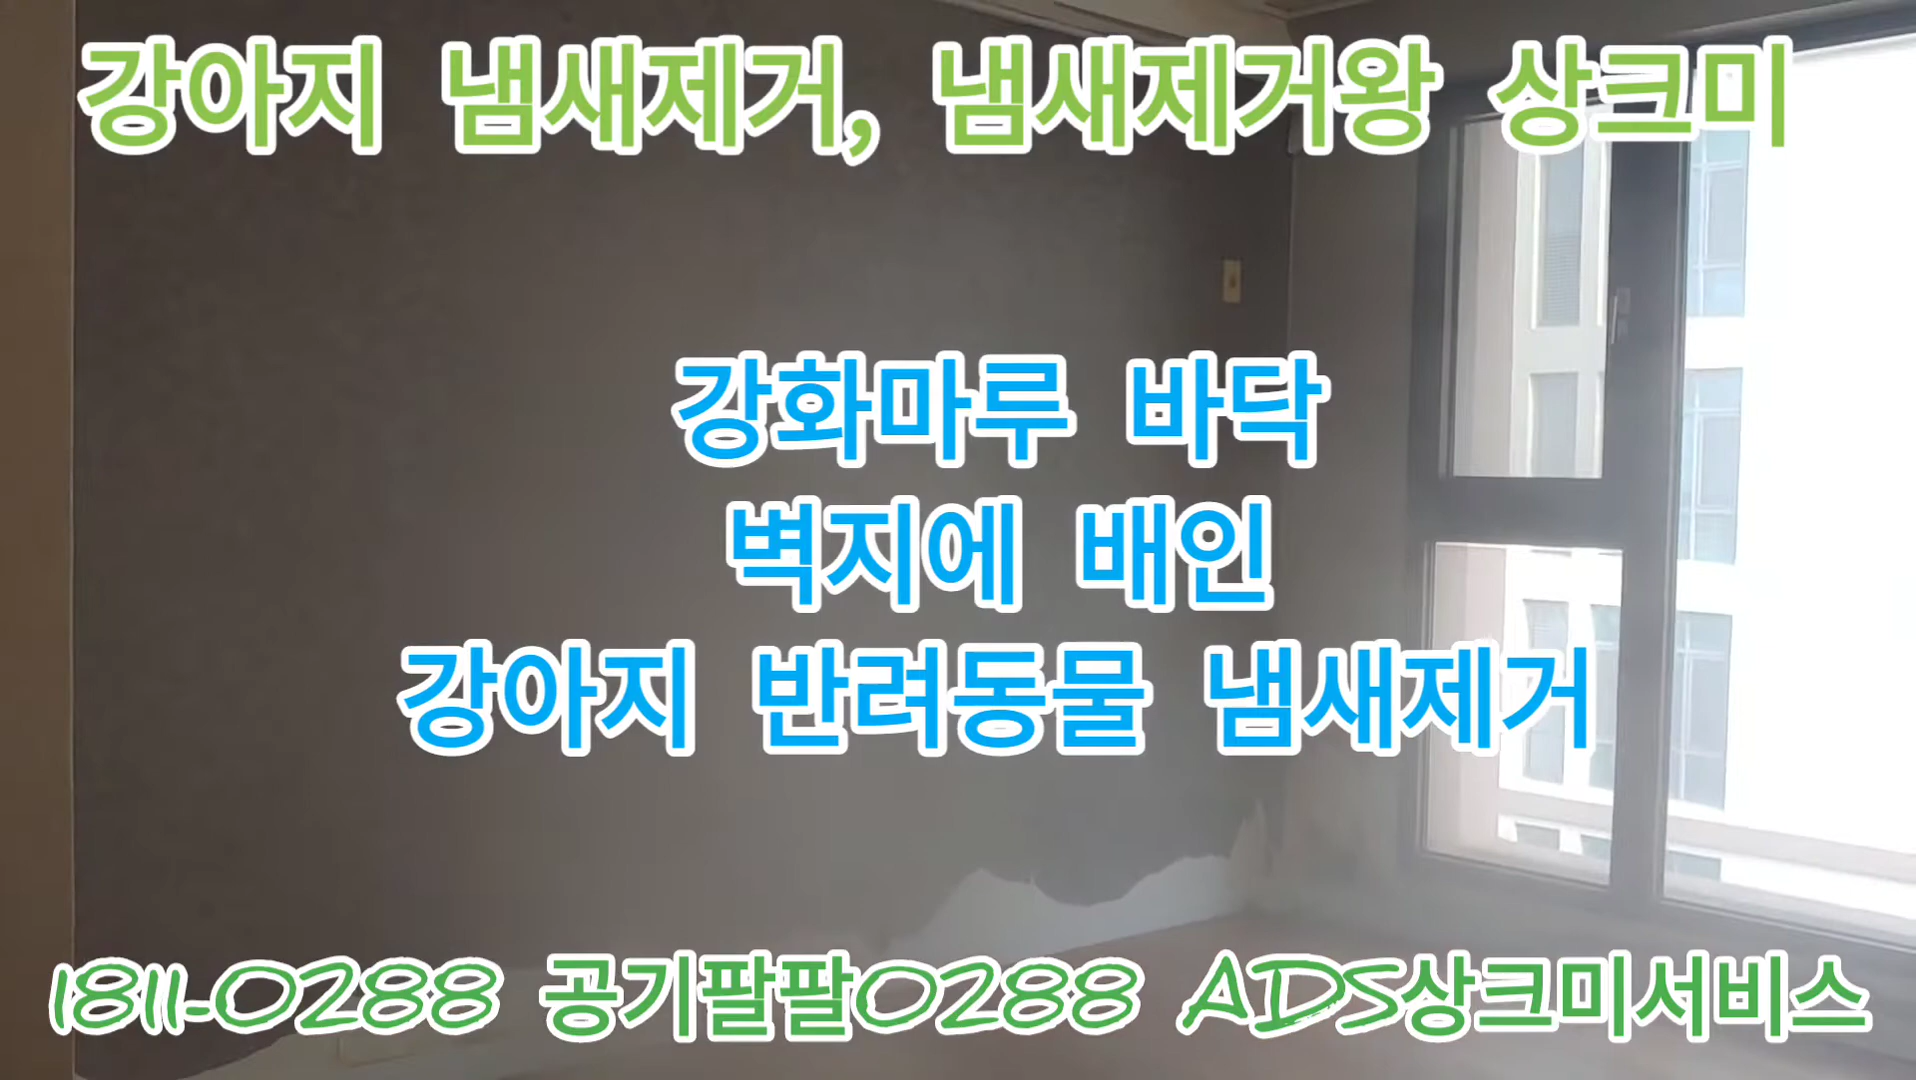 강아지 냄새제거, 냄새제거왕 상크미
강화마루 바닥
벽지에 배인
강아지 반려동물 냄새제거
1811-0288 공기팔팔0288 ADS상크미서비스